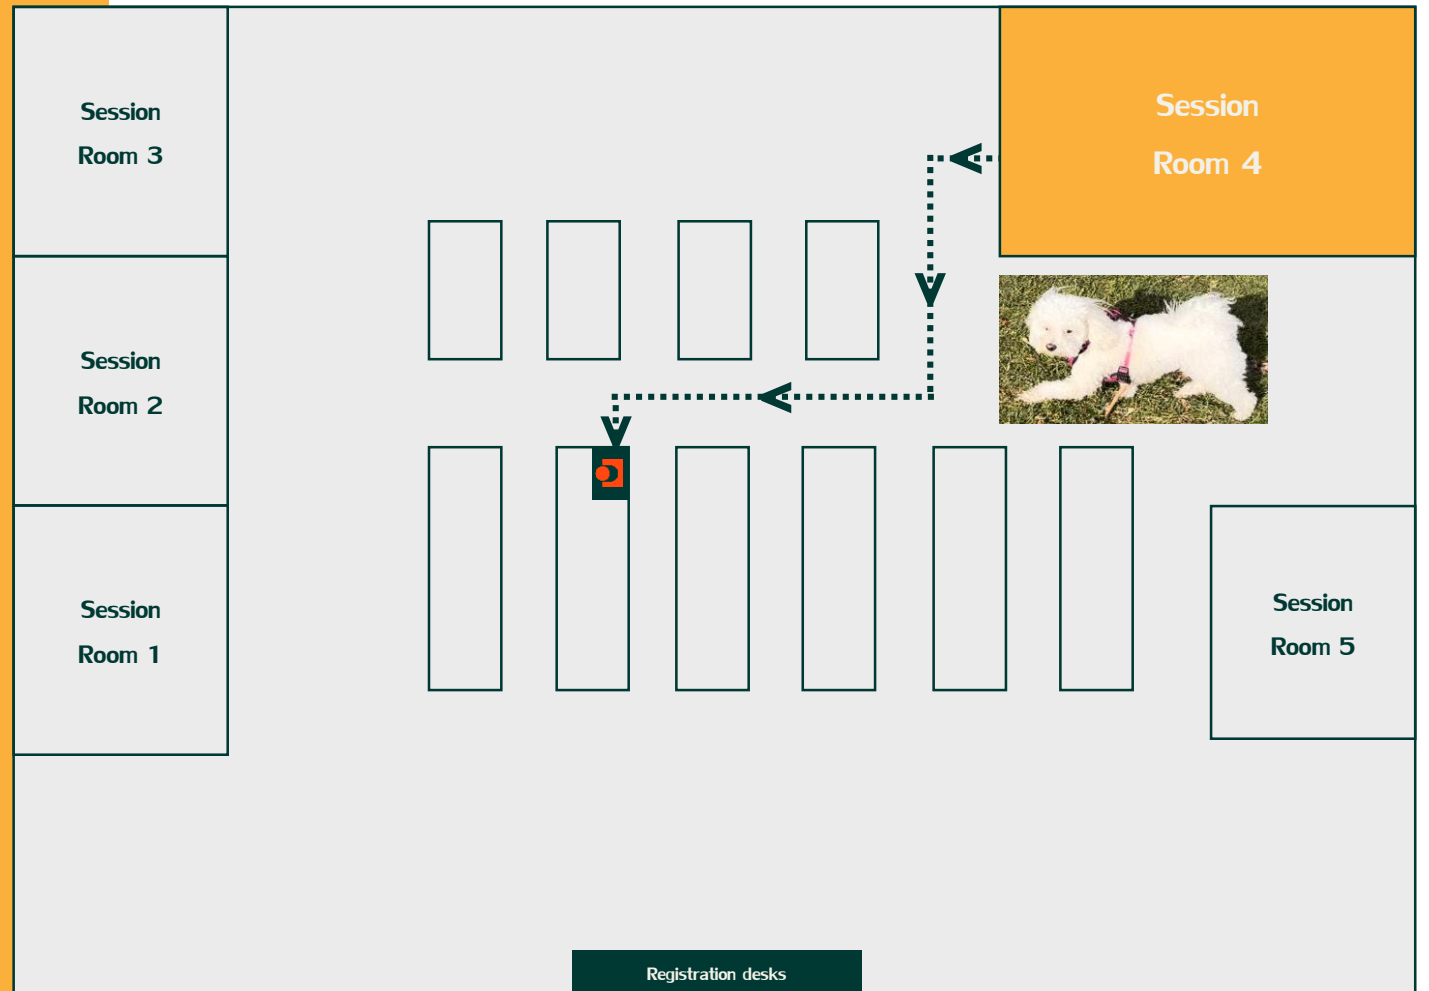 Session
Room 3
Session
Room 4
Session
Room 2
Session
Room 1
Session
Room 5
Registration desks